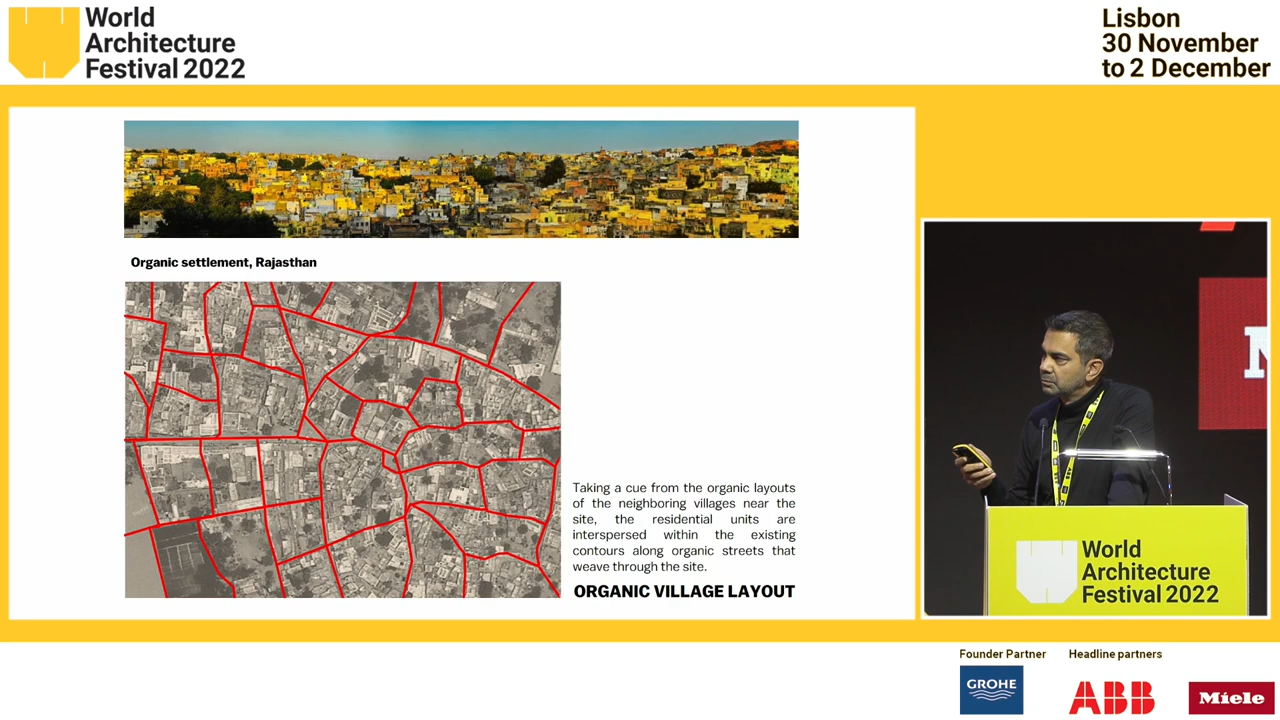 World
Architecture
Festival 2022
Lisbon
30 November
to 2 December
Organic settlement, Rajasthan
Taking a cue from the organic layouts
of the neighboring villages near the
site, the residential units are
interspersed within the existing
contours along organic streets that
weave through the site.
ORGANIC VILLAGE LAYOUT
World
Architecture
Festival 2022
Founder Partner
Headline partners
GROHE
ABB
Miele